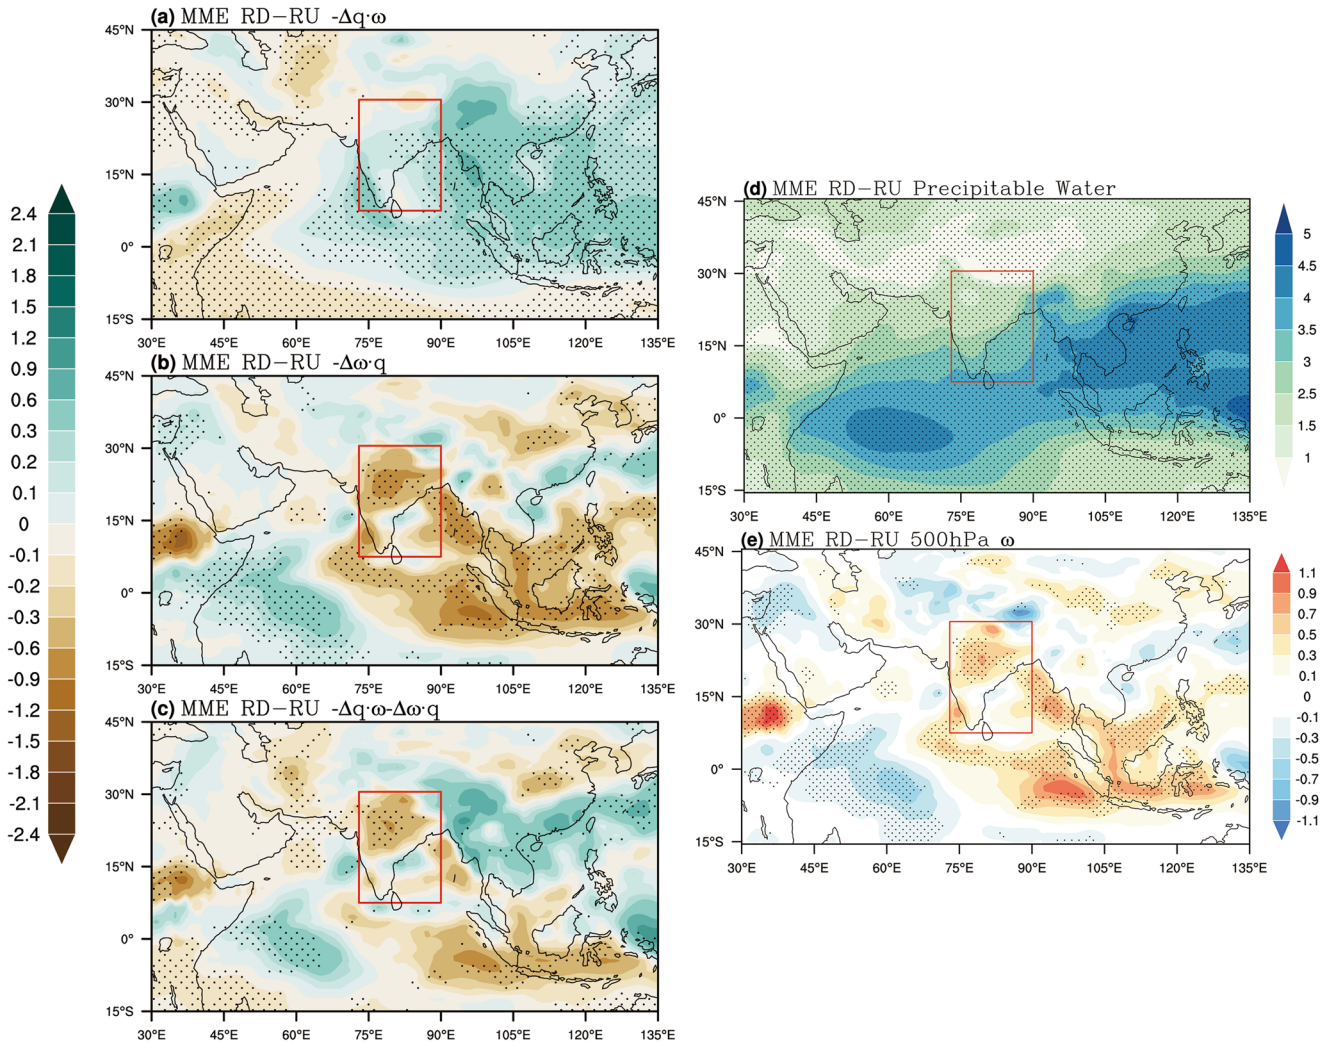 (a) MME RD−RU -Δq·ω
45°N
30°N
15°N
0°
15°S
30°E 45°E 60°E 75°E 90°E 105°E 120°E 135°E
(b) MME RD−RU -Δω·q
45°N
30°N
15°N
0°
15°S
30°E 45°E 60°E 75°E 90°E 105°E 120°E 135°E
(c) MME RD−RU -Δq·ω-Δω·q
45°N
30°N
15°N
0°
15°S
30°E 45°E 60°E 75°E 90°E 105°E 120°E 135°E
2.4
2.1
1.8
1.5
1.2
0.9
0.6
0.3
0.2
0.1
0
-0.1
-0.2
-0.3
-0.6
-0.9
-1.2
-1.5
-1.8
-2.1
-2.4
(d) MME RD−RU Precipitable Water
45°N
30°N
15°N
0°
15°S
30°E 45°E 60°E 75°E 90°E 105°E 120°E 135°E
5
4.5
4
3.5
3
2.5
1.5
1
(e) MME RD−RU 500hPa ω
45°N
30°N
15°N
0°
15°S
30°E 45°E 60°E 75°E 90°E 105°E 120°E 135°E
1.1
0.9
0.7
0.5
0.3
0.1
0
-0.1
-0.3
-0.5
-0.7
-0.9
-1.1